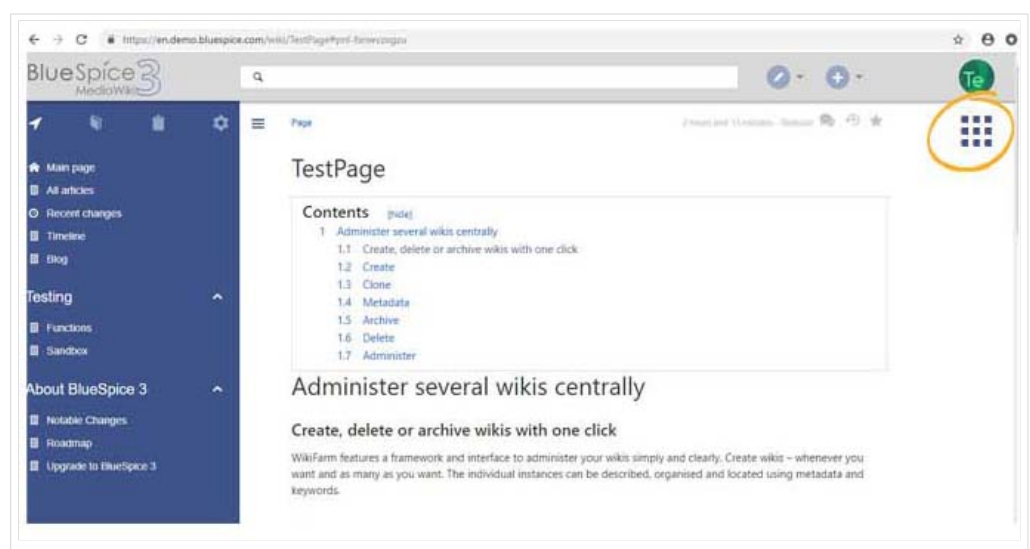 https://en.demo.bluespice.com/wiki/TestPage
BlueSpice 3
MediaWiki
Te
Page
Main page
All articles
Recent changes
Timeline
Blog
Testing
Functions
Sandbox
About BlueSpice 3
Notable Changes
Roadmap
Upgrade to BlueSpice 3
TestPage
Contents [hide]
1 Administer several wikis centrally
1.1 Create, delete or archive wikis with one click
1.2 Create
1.3 Clone
1.4 Metadata
1.5 Archive
1.6 Delete
1.7 Administer
Administer several wikis centrally
Create, delete or archive wikis with one click
WikiFarm features a framework and interface to administer your wikis simply and clearly. Create wikis – whenever you
want and as many as you want. The individual instances can be described, organised and located using metadata and
keywords.